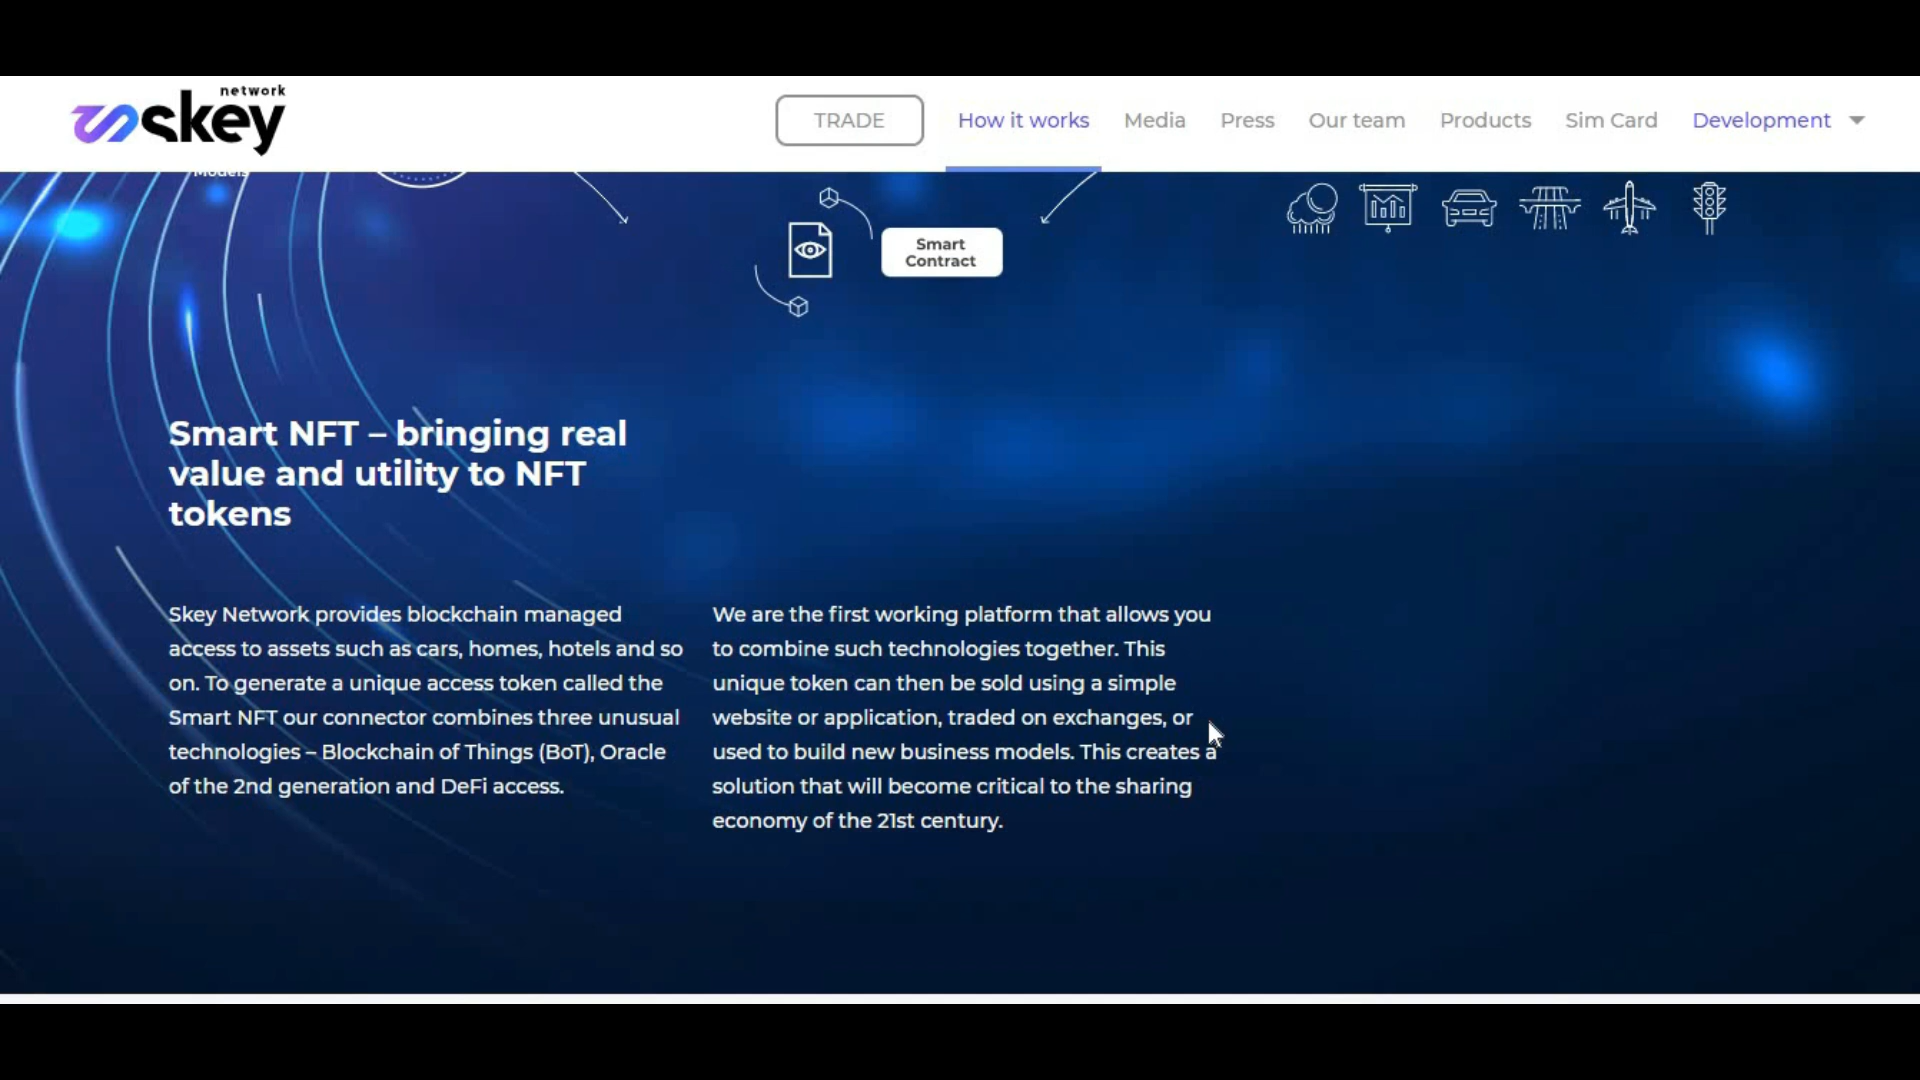 network
skey
TRADE
How it works
Media
Press
Our team
Products
Sim Card
Development
Models
Smart
Contract
Smart NFT – bringing real
value and utility to NFT
tokens
Skey Network provides blockchain managed
access to assets such as cars, homes, hotels and so
on. To generate a unique access token called the
Smart NFT our connector combines three unusual
technologies – Blockchain of Things (BoT), Oracle
of the 2nd generation and DeFi access.
We are the first working platform that allows you
to combine such technologies together. This
unique token can then be sold using a simple
website or application, traded on exchanges, or
used to build new business models. This creates a
solution that will become critical to the sharing
economy of the 21st century.